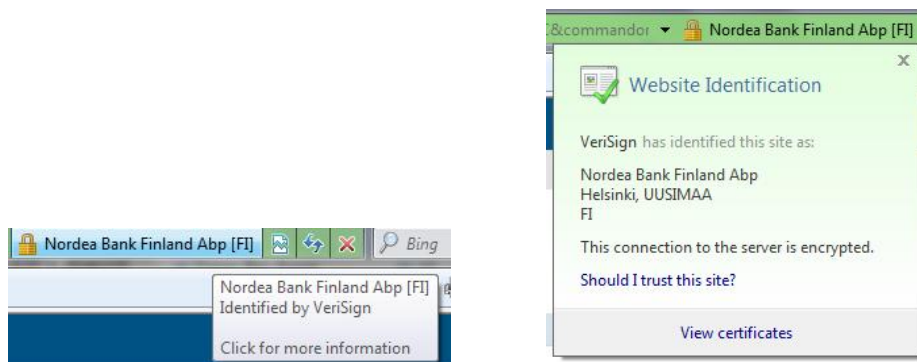 Nordea Bank Finland Abp [FI]
Bing
Nordea Bank Finland Abp [FI]
Identified by VeriSign
Click for more information
&commandor
Nordea Bank Finland Abp [FI]
Website Identification
VeriSign has identified this site as:
Nordea Bank Finland Abp
Helsinki, UUSIMAA
FI
This connection to the server is encrypted.
Should I trust this site?
View certificates